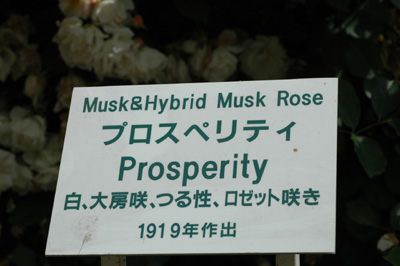 Musk&Hybrid Musk Rose
プロスペリティ
Prosperity
白、大房咲、つる性、ロゼット咲き
1919年作出